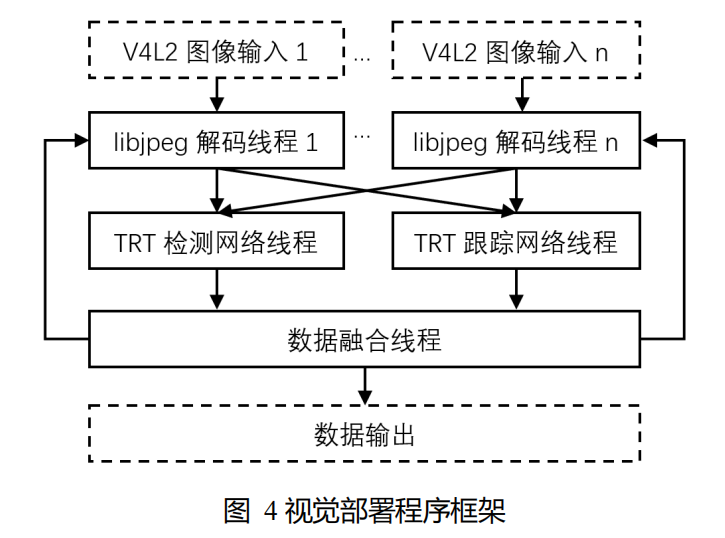 V4L2 图像输入 1 ... V4L2 图像输入 n
libjpeg 解码线程 1 ... libjpeg 解码线程 n
TRT 检测网络线程 TRT 跟踪网络线程
数据融合线程
数据输出
图 4 视觉部署程序框架